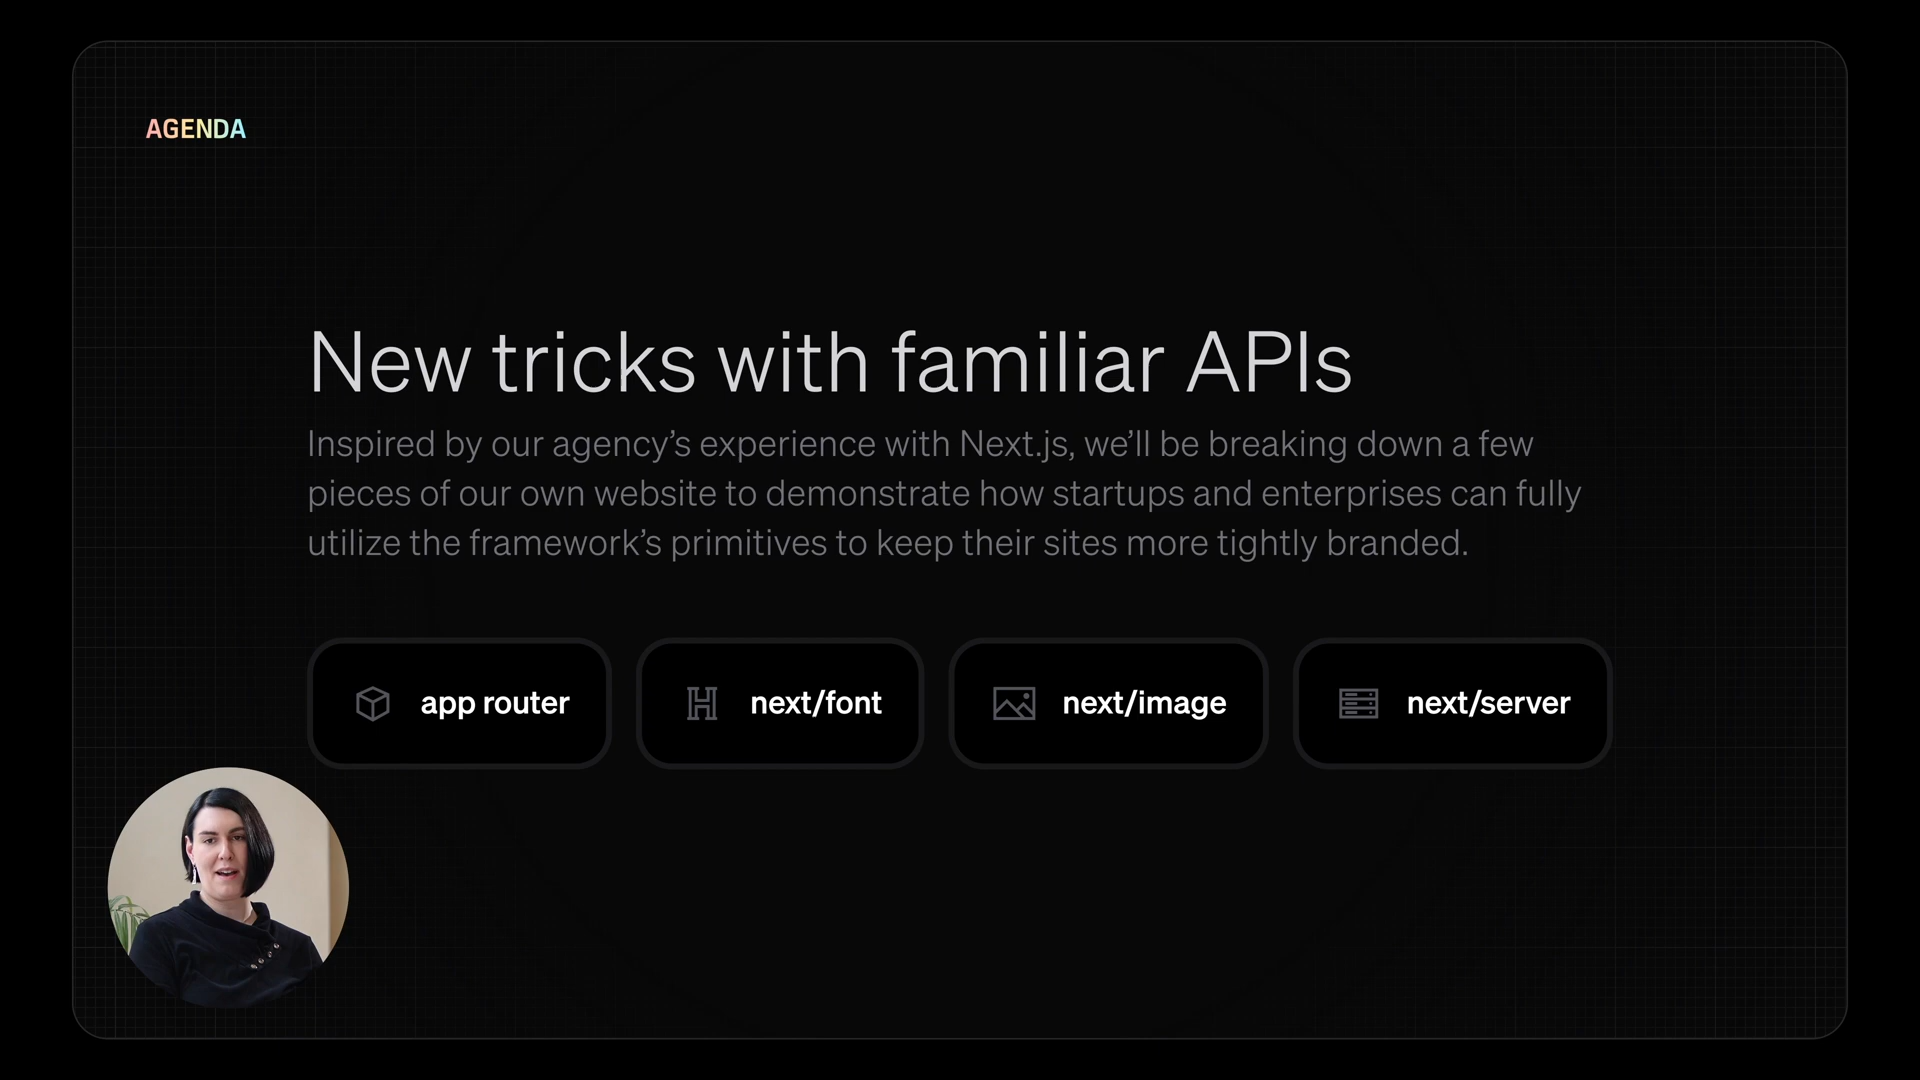 AGENDA
New tricks with familiar APIs
Inspired by our agency’s experience with Next.js, we’ll be breaking down a few
pieces of our own website to demonstrate how startups and enterprises can fully
utilize the framework’s primitives to keep their sites more tightly branded.
app router
next/font
next/image
next/server